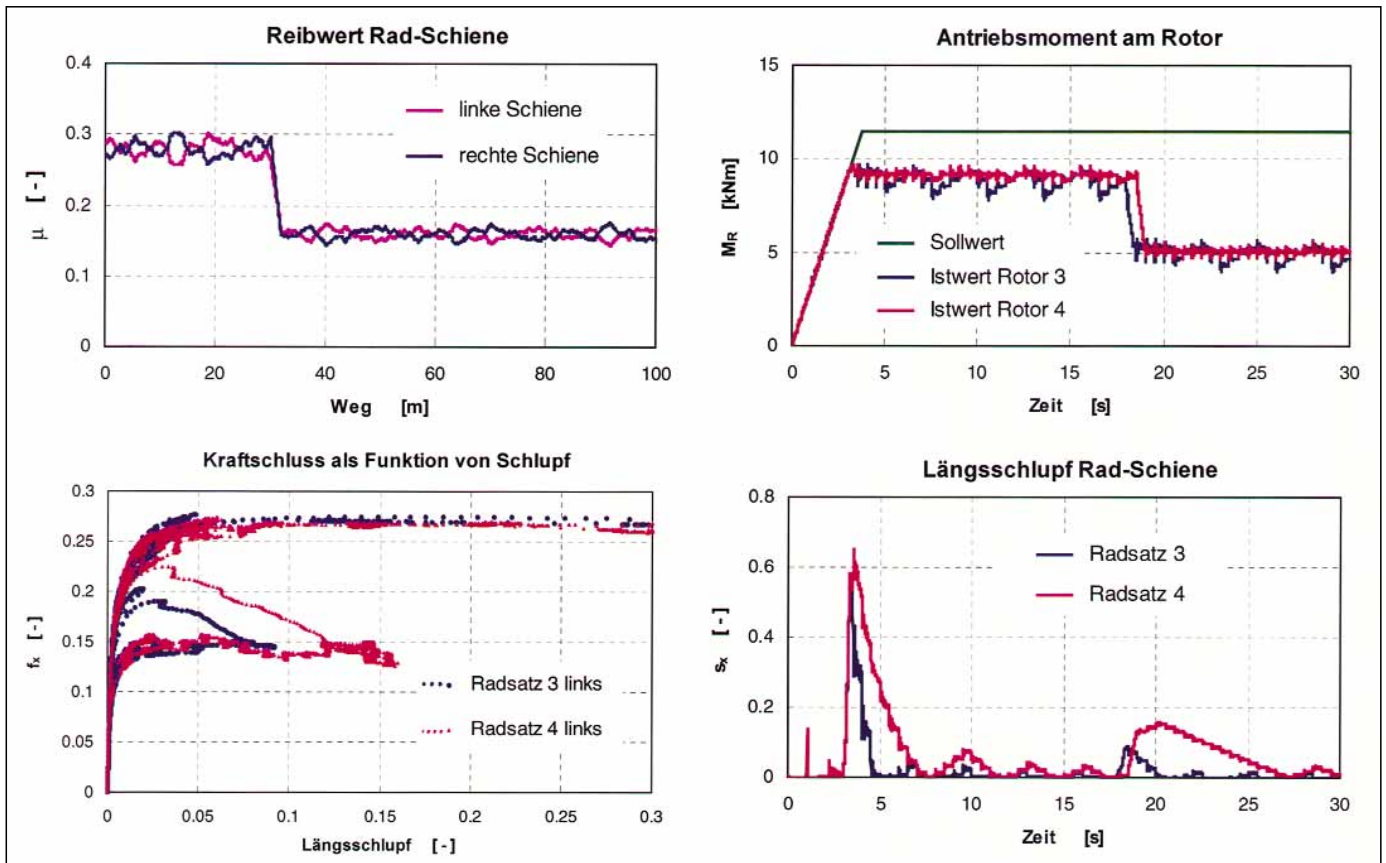 Reibwert Rad-Schiene
0.4
0.3
0.2
0.1
0
μ [-]
linke Schiene
rechte Schiene
0 20 40 60 80 100
Weg [m]
Antriebsmoment am Rotor
15
10
5
0
MR [kNm]
Sollwert
Istwert Rotor 3
Istwert Rotor 4
0 5 10 15 20 25 30
Zeit [s]
Kraftschluss als Funktion von Schlupf
0.3
0.25
0.2
0.15
0.1
0.05
0
fx [-]
Radsatz 3 links
Radsatz 4 links
0 0.05 0.1 0.15 0.2 0.25 0.3
Längsschlupf [-]
Längsschlupf Rad-Schiene
0.8
0.6
0.4
0.2
0
sx [-]
Radsatz 3
Radsatz 4
0 5 10 15 20 25 30
Zeit [s]